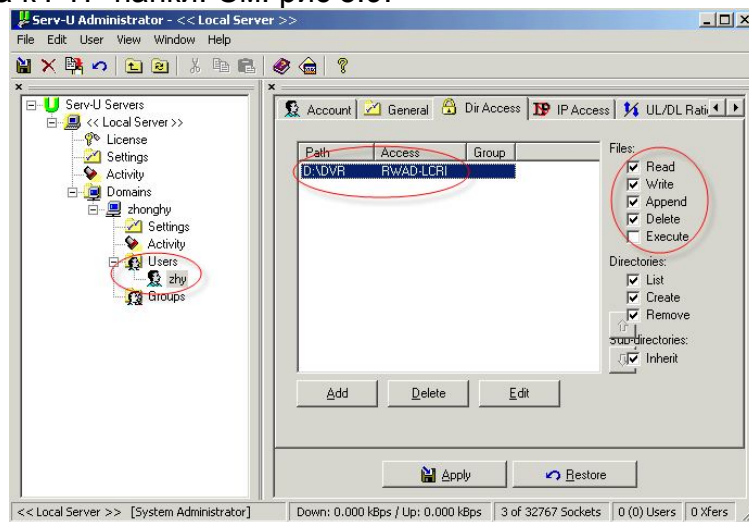 Serv-U Administrator - << Local Server >>
File Edit User View Window Help
Serv-U Servers
<< Local Server >>
License
Settings
Activity
Domains
zhonghy
Settings
Activity
Users
zhy
Groups
Account General Dir Access IP Access UL/DL
Path Access Group
D:\DVR RWAD-LCRI
Files:
Read
Write
Append
Delete
Execute
Directories:
List
Create
Remove
Sub-directories:
Inherit
Add Delete Edit
Apply Restore
<< Local Server >> [System Administrator] Down: 0.000 kBps / Up: 0.000 kBps 3 of 32767 Sockets 0 (0) Users 0 Xfers